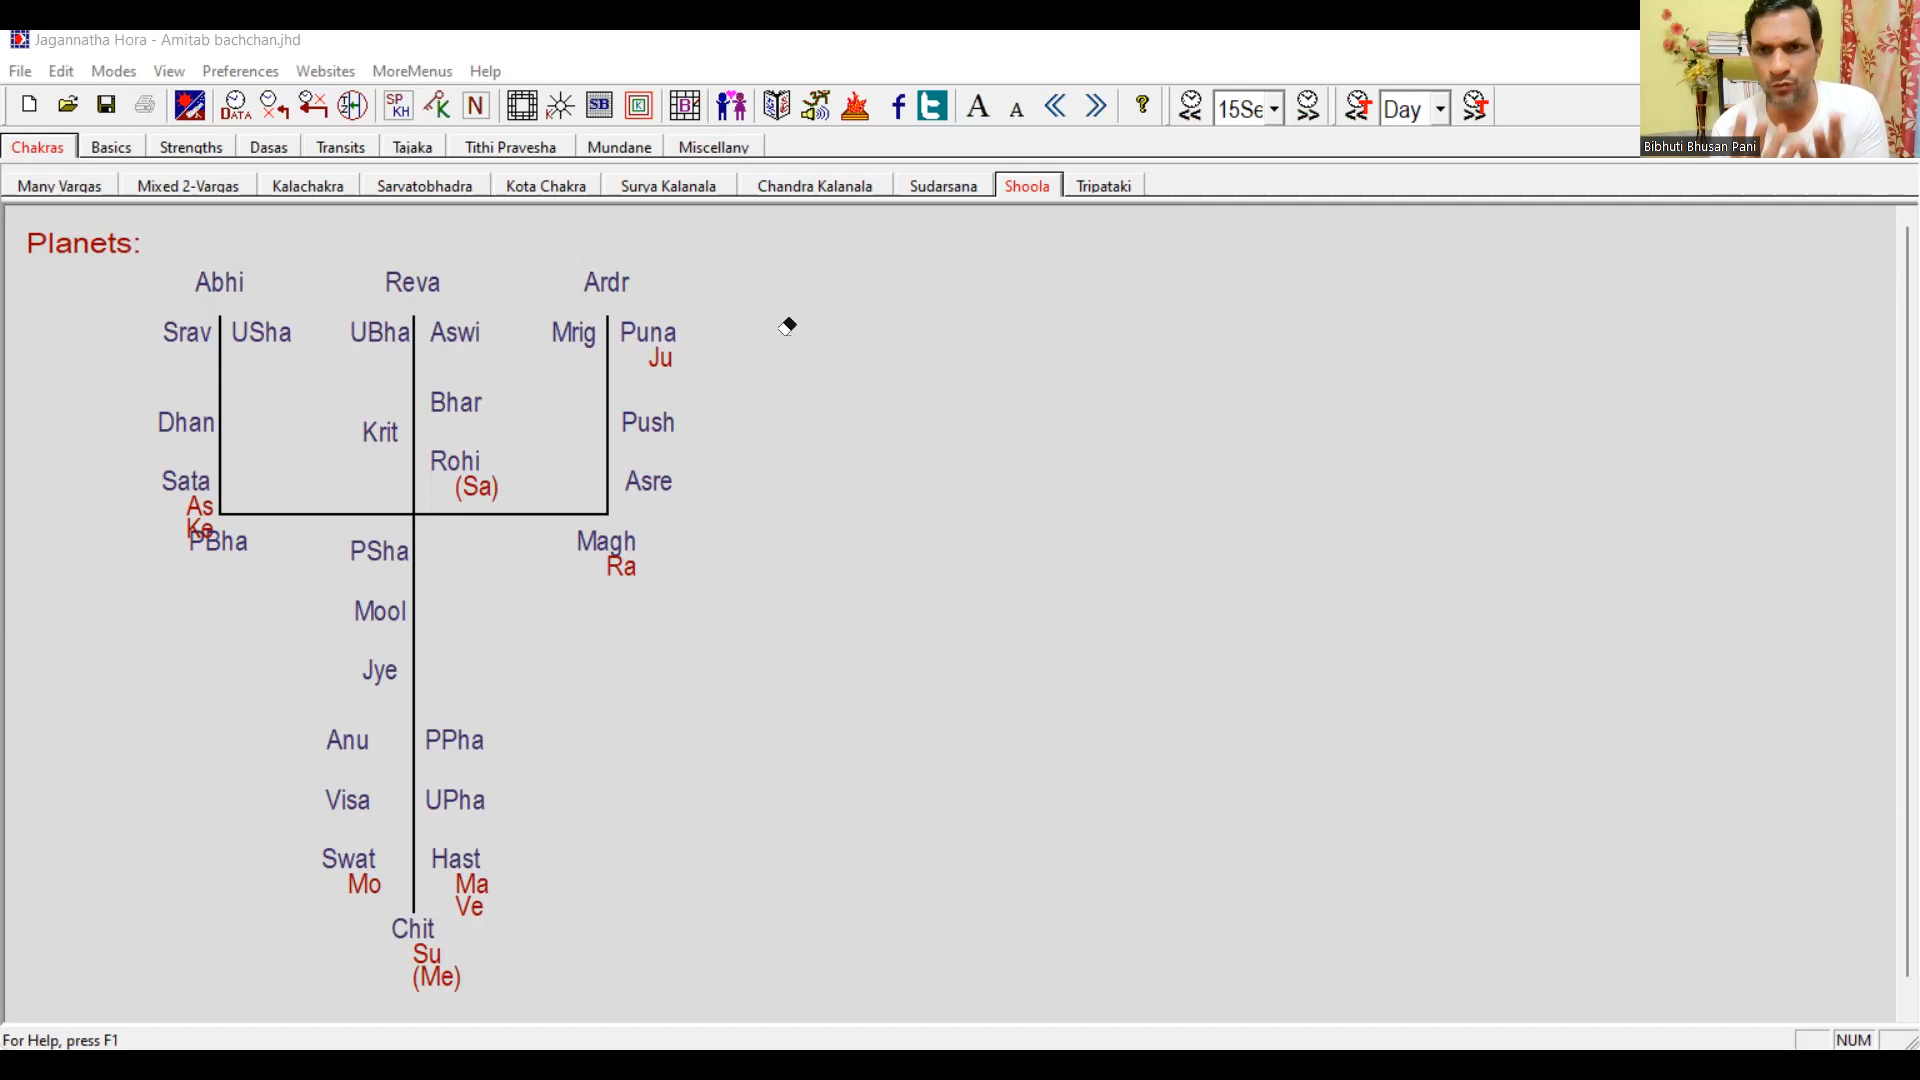 Jagannatha Hora - Amitab bachchan.jhd
File Edit Modes View Preferences Websites MoreMenus Help
DATA SP KH K N SB K B f A A ? 15Se Day
Chakras Basics Strengths Dasas Transits Tajaka Tithi Pravesha Mundane Miscellany
Bibhuti Bhusan Pani
Many Vargas Mixed 2-Vargas Kalachakra Sarvatobhadra Kota Chakra Surya Kalanala Chandra Kalanala Sudarsana Shoola Tripataki
Planets:
Abhi Reva Ardr
Srav USha UBha Aswi Mrig Puna
Ju
Bhar
Dhan Krit Push
Rohi
Sata (Sa) Asre
As
Ke
PBha PSha Magh
Ra
Mool
Jye
Anu PPha
Visa UPha
Swat Hast
Mo Ma
Ve
Chit
Su
(Me)
For Help, press F1 NUM